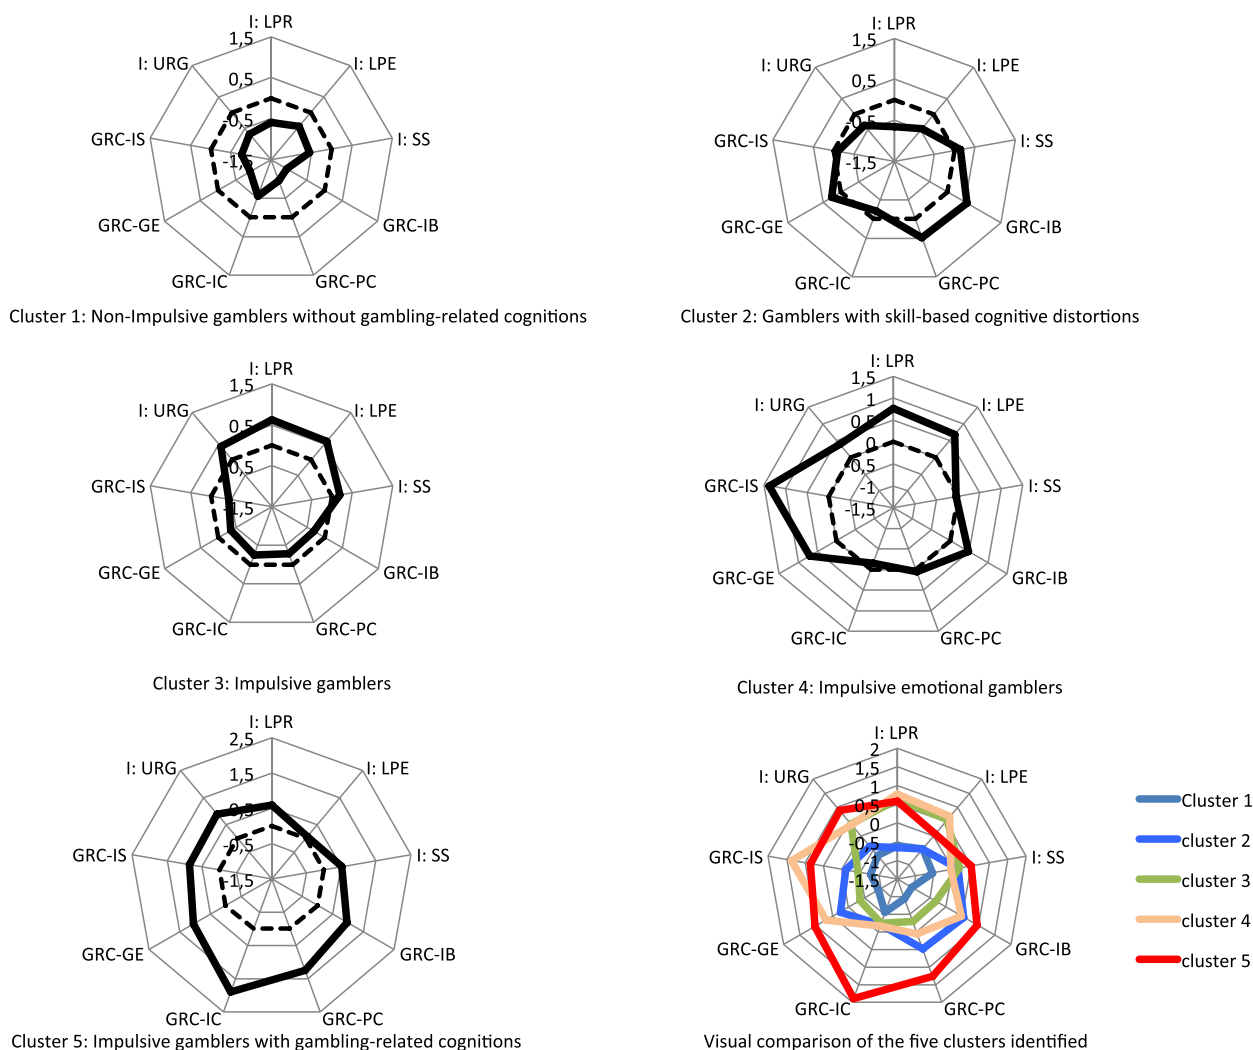 I: LPR
1,5
0,5
-0,5
-1,5
I: LPE
I: SS
GRC-IB
GRC-PC
GRC-IC
GRC-GE
GRC-IS
I: URG
Cluster 1: Non-Impulsive gamblers without gambling-related cognitions
I: LPR
1,5
0,5
-0,5
-1,5
I: LPE
I: SS
GRC-IB
GRC-PC
GRC-IC
GRC-GE
GRC-IS
I: URG
Cluster 2: Gamblers with skill-based cognitive distortions
I: LPR
1,5
0,5
-0,5
-1,5
I: LPE
I: SS
GRC-IB
GRC-PC
GRC-IC
GRC-GE
GRC-IS
I: URG
Cluster 3: Impulsive gamblers
I: LPR
1,5
1
0,5
0
-0,5
-1
-1,5
I: LPE
I: SS
GRC-IB
GRC-PC
GRC-IC
GRC-GE
GRC-IS
I: URG
Cluster 4: Impulsive emotional gamblers
I: LPR
2,5
1,5
0,5
-0,5
-1,5
I: LPE
I: SS
GRC-IB
GRC-PC
GRC-IC
GRC-GE
GRC-IS
I: URG
Cluster 5: Impulsive gamblers with gambling-related cognitions
I: LPR
2
1,5
1
0,5
0
-0,5
-1
-1,5
I: LPE
I: SS
GRC-IB
GRC-PC
GRC-IC
GRC-GE
GRC-IS
I: URG
Cluster 1
cluster 2
cluster 3
cluster 4
cluster 5
Visual comparison of the five clusters identified